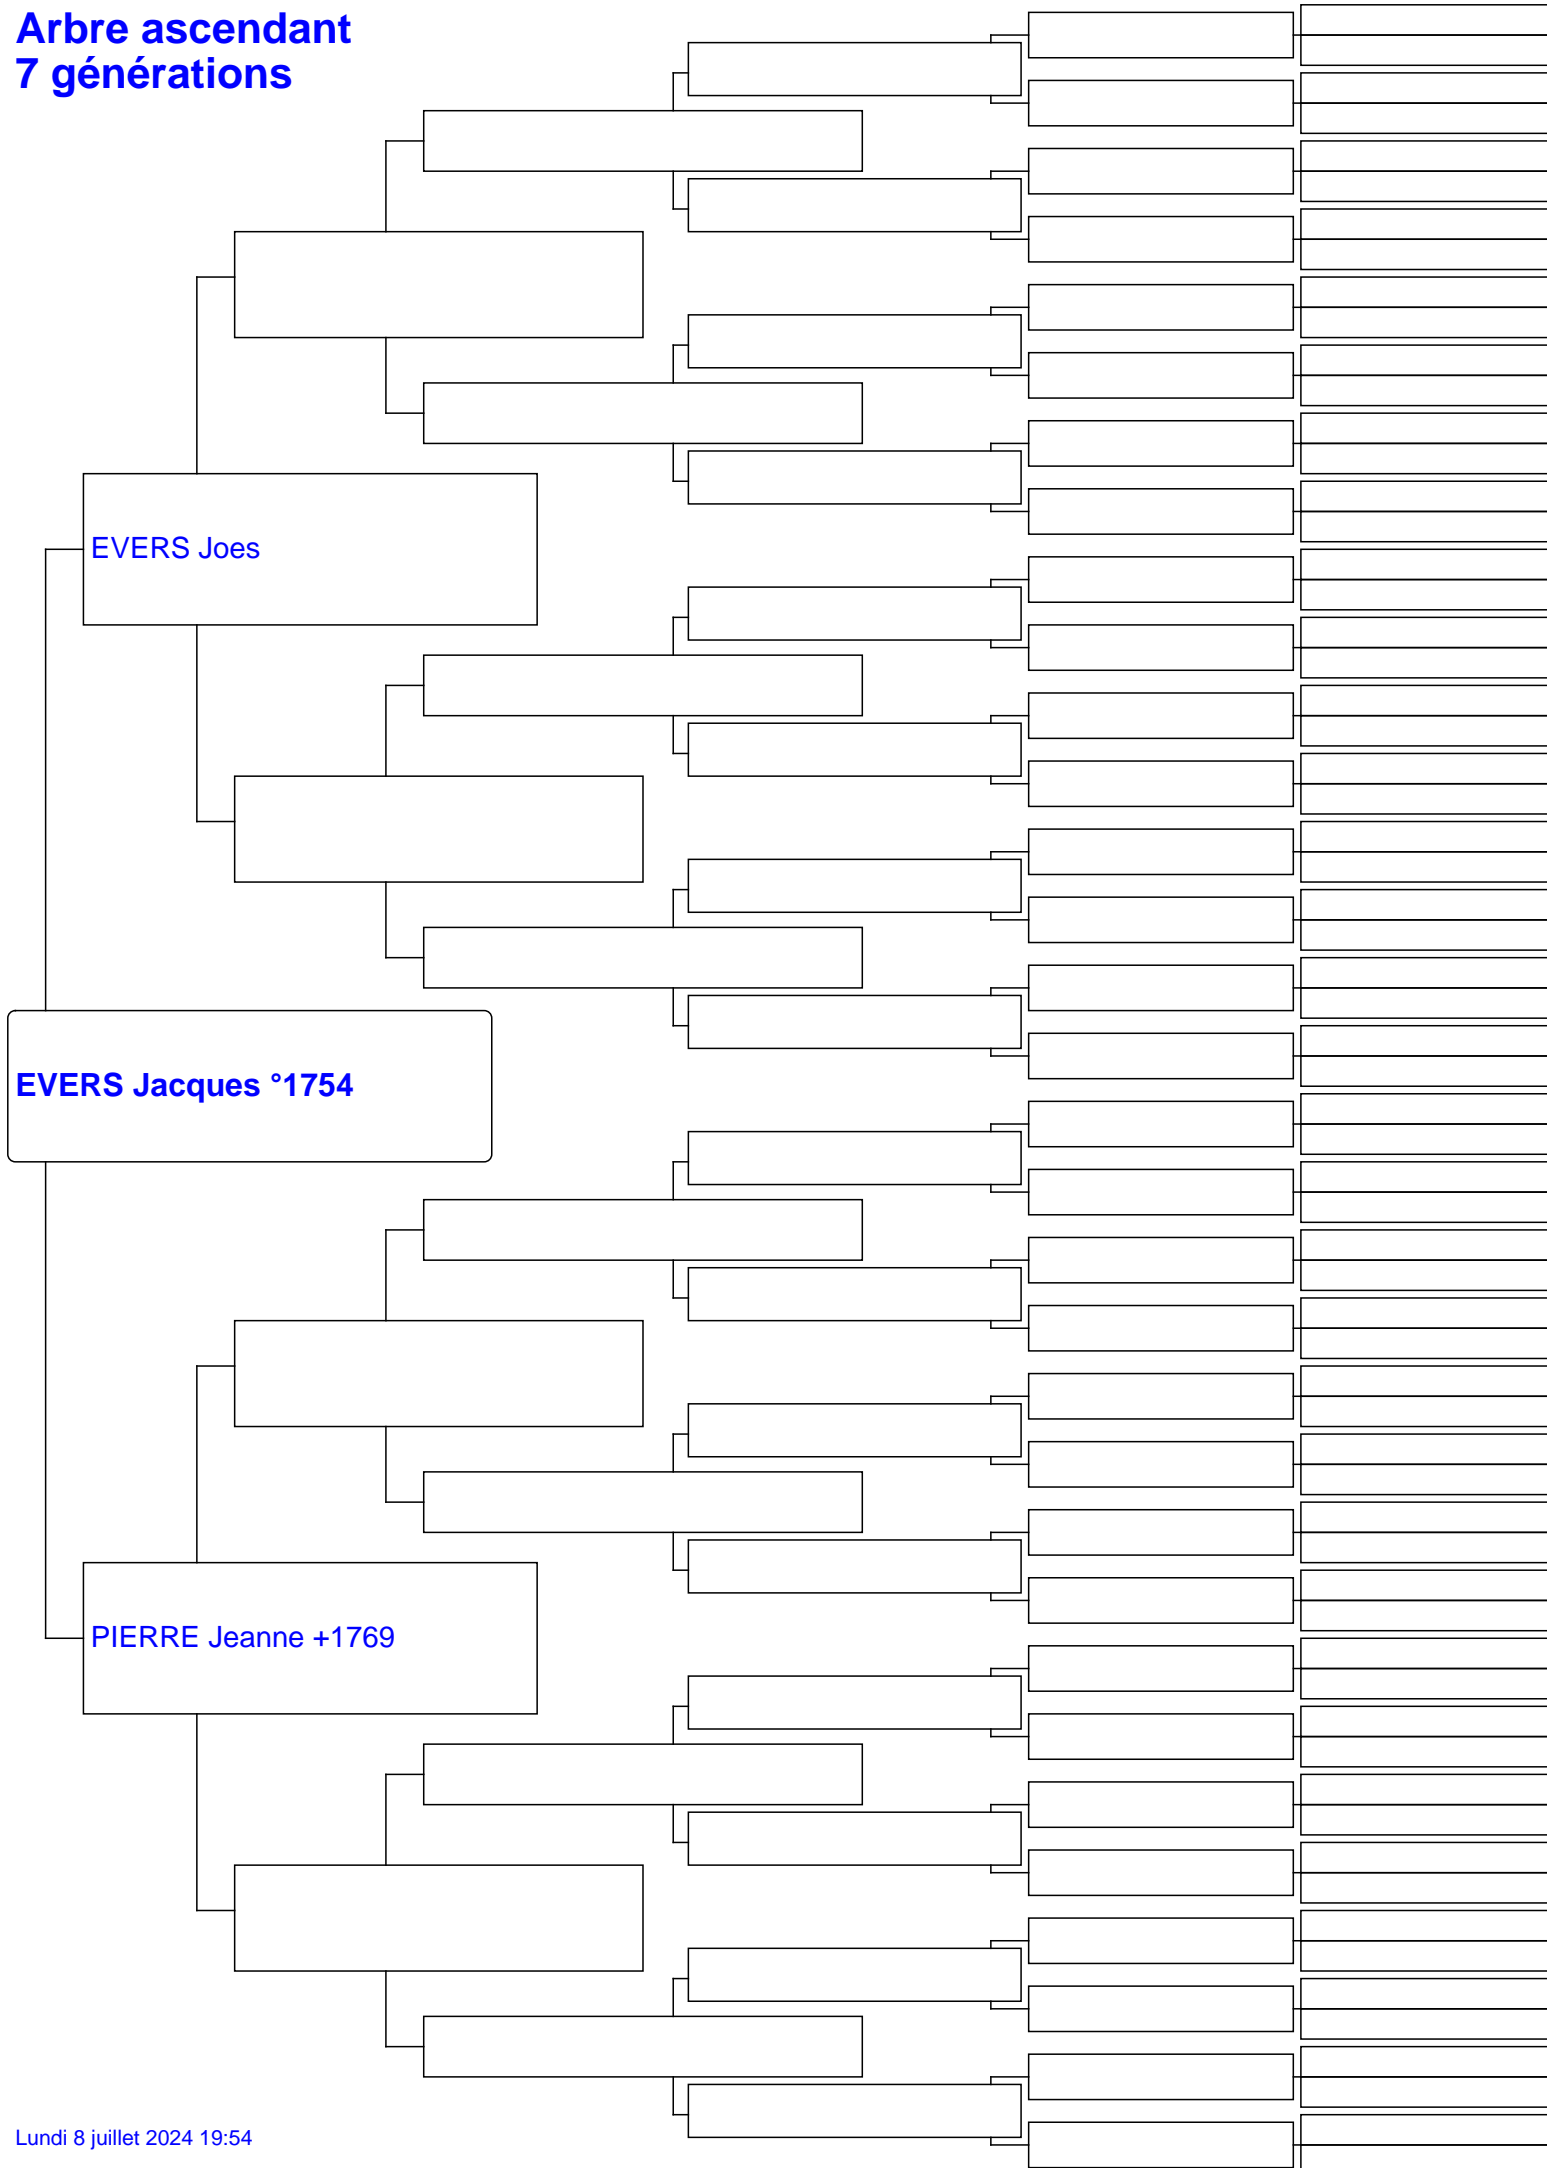 Arbre ascendant
7 générations
EVERS Joes
EVERS Jacques °1754
PIERRE Jeanne +1769
Lundi 8 juillet 2024 19:54